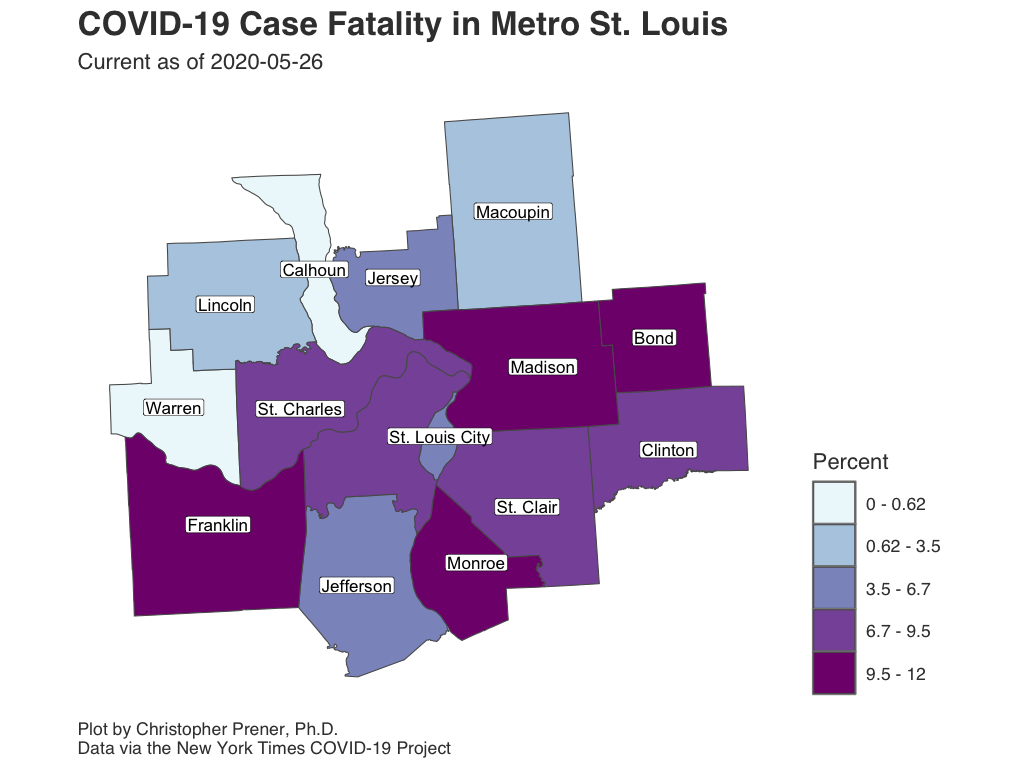 COVID-19 Case Fatality in Metro St. Louis
Current as of 2020-05-26
Macoupin
Calhoun
Jersey
Lincoln
Bond
Madison
Warren
St. Charles
St. Louis City
Clinton
St. Clair
Franklin
Monroe
Jefferson
Percent
0 - 0.62
0.62 - 3.5
3.5 - 6.7
6.7 - 9.5
9.5 - 12
Plot by Christopher Prener, Ph.D.
Data via the New York Times COVID-19 Project